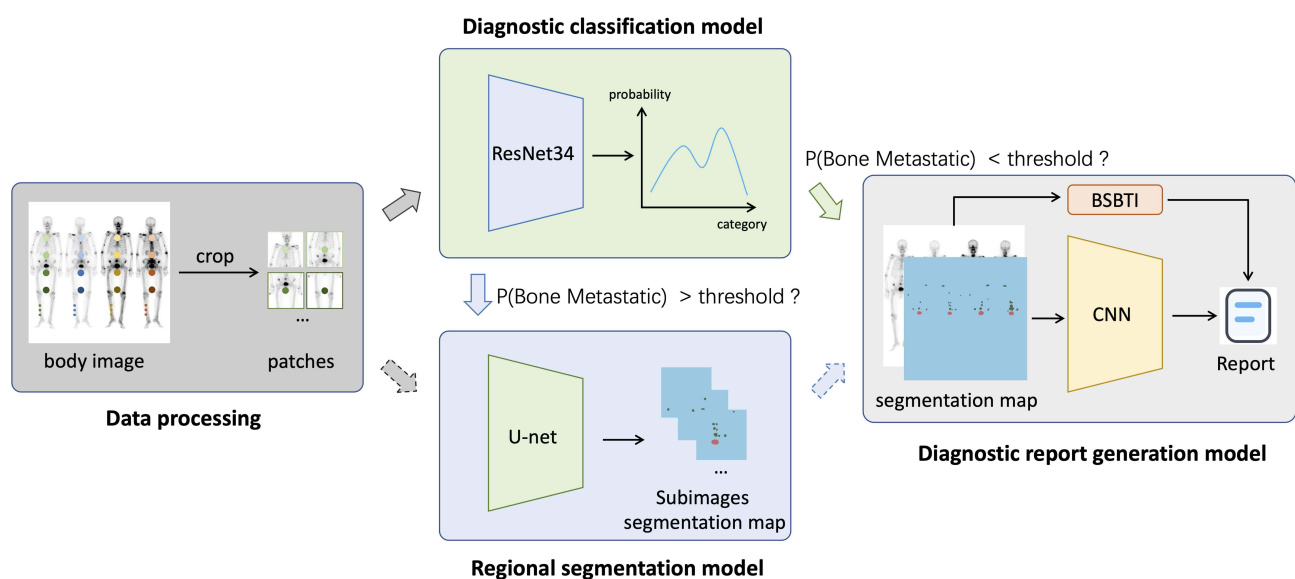 Diagnostic classification model
probability
ResNet34
category
P(Bone Metastatic) < threshold ?
BSBTI
crop
...
body image
patches
Data processing
P(Bone Metastatic) > threshold ?
CNN
Report
segmentation map
Diagnostic report generation model
U-net
...
Subimages
segmentation map
Regional segmentation model